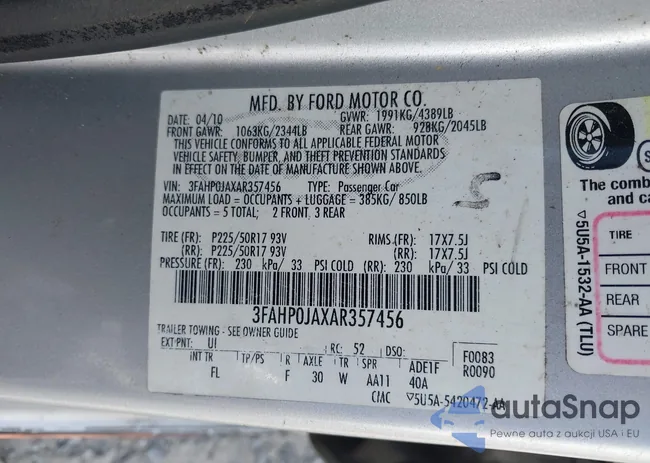 MFD. BY FORD MOTOR CO.
DATE: 04/10 GVWR: 1991KG/4389LB
FRONT GAWR: 1063KG/2344LB REAR GAWR: 928KG/2045LB
THIS VEHICLE CONFORMS TO ALL APPLICABLE FEDERAL MOTOR
VEHICLE SAFETY, BUMPER, AND THEFT PREVENTION STANDARDS
IN EFFECT ON THE DATE OF MANUFACTURE SHOWN ABOVE.
VIN: 3FAHP0JAXAR357456 TYPE: Passenger Car
MAXIMUM LOAD = OCCUPANTS + LUGGAGE = 385KG/850LB
OCCUPANTS = 5 TOTAL; 2 FRONT, 3 REAR
5
TIRE (FR): P225/50R17 93V RIMS (FR): 17X7.5J
(RR): P225/50R17 93V (RR): 17X7.5J
PRESSURE (FR): 230 kPa/33 PSI COLD (RR): 230 kPa/33 PSI COLD
3FAHP0JAXAR357456
TRAILER TOWING - SEE OWNER GUIDE
EXT PNT: UI RC: 52 DSO: F0083
INT TR TP/PS R AXLE TR SPR ADE1F R0090
FL F 30 W AA11 40A
CMC ▽5U5A-5420472-AA
The comb
and ca
TIRE
FRONT
REAR
SPARE
▽5U5A-1532-AA (TLU)
autoSnap
Pewne auta z aukcji USA i EU